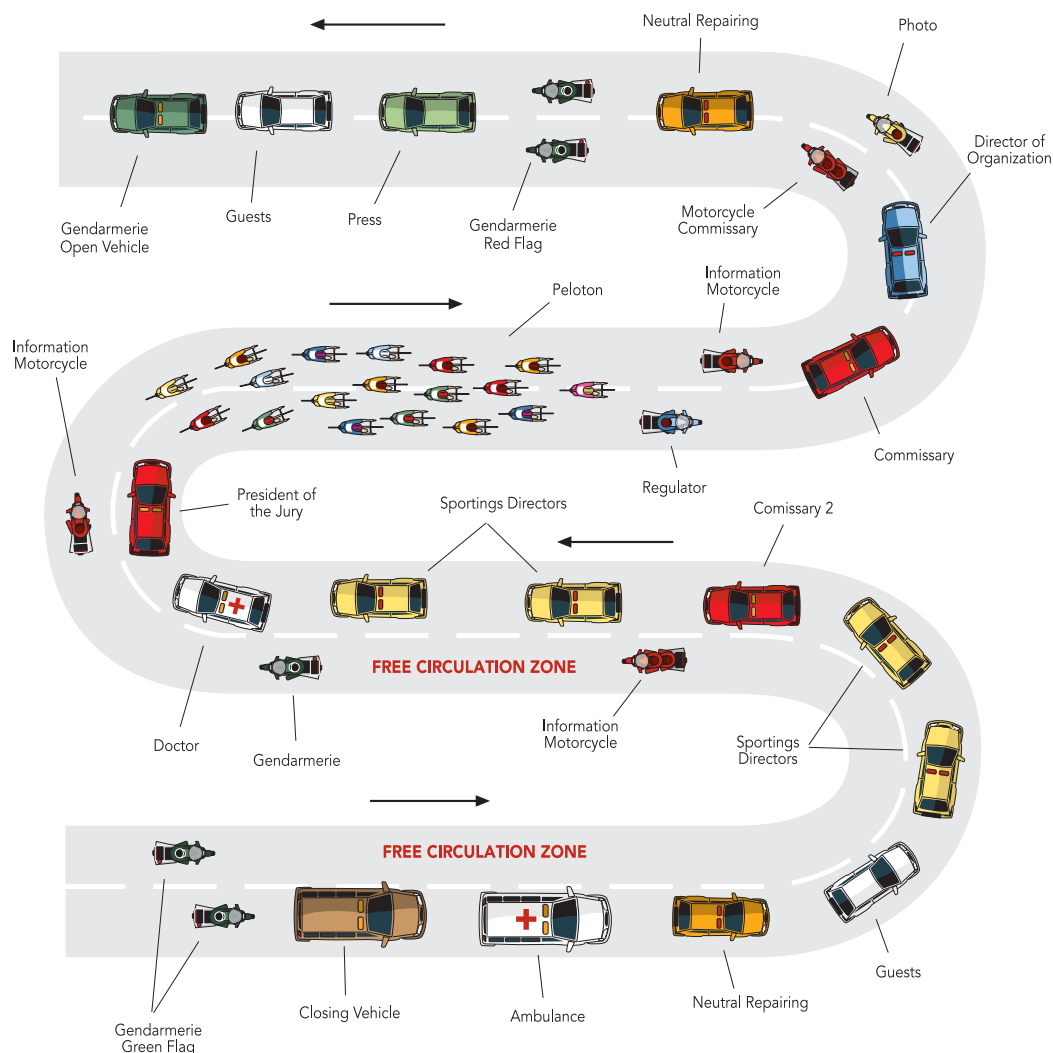 Neutral Repairing
Photo
Director of
Organization
Gendarmerie
Open Vehicle
Guests
Press
Gendarmerie
Red Flag
Motorcycle
Commissary
Information
Motorcycle
Peloton
Information
Motorcycle
Commissary
Regulator
President of
the Jury
Sportings Directors
Comissary 2
FREE CIRCULATION ZONE
Doctor
Gendarmerie
Information
Motorcycle
Sportings
Directors
FREE CIRCULATION ZONE
Guests
Neutral Repairing
Closing Vehicle
Ambulance
Gendarmerie
Green Flag